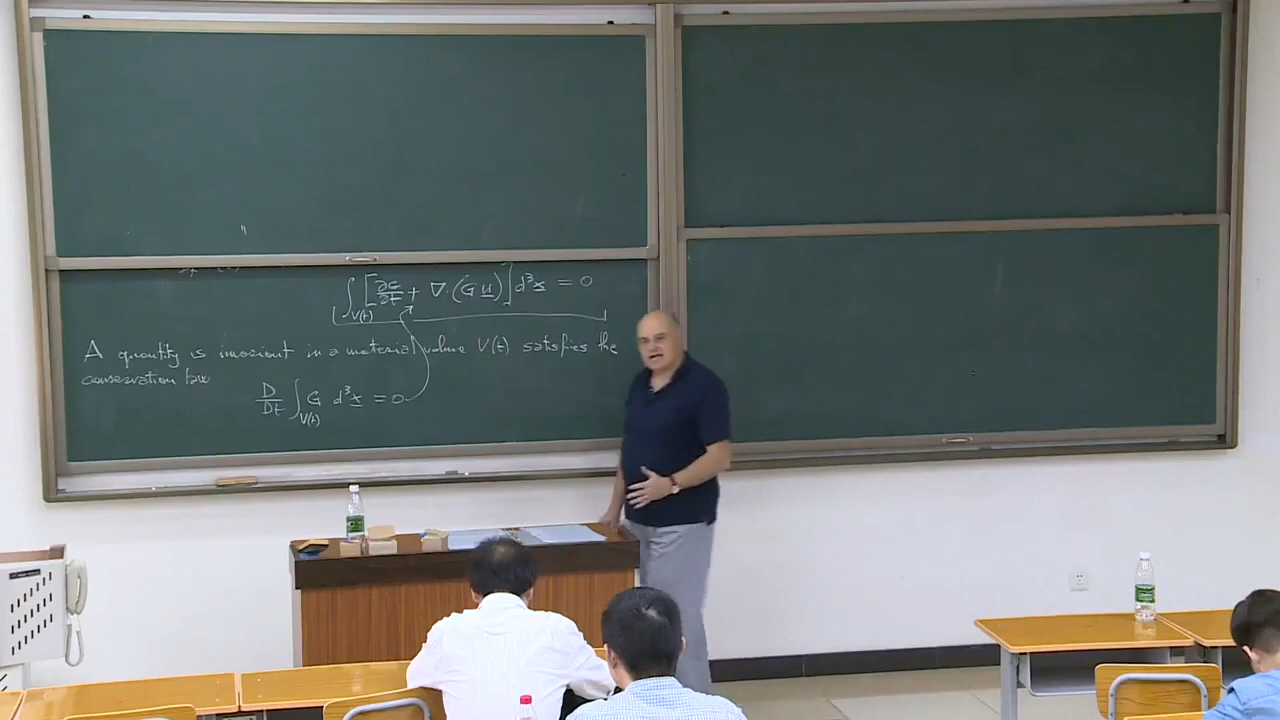 ∫_{V(t)} [∂G/∂t + ∇·(G u)] d³x = 0
A quantity is invariant in a material volume V(t) satisfies the
conservation law
D/Dt ∫_{V(t)} G d³x = 0